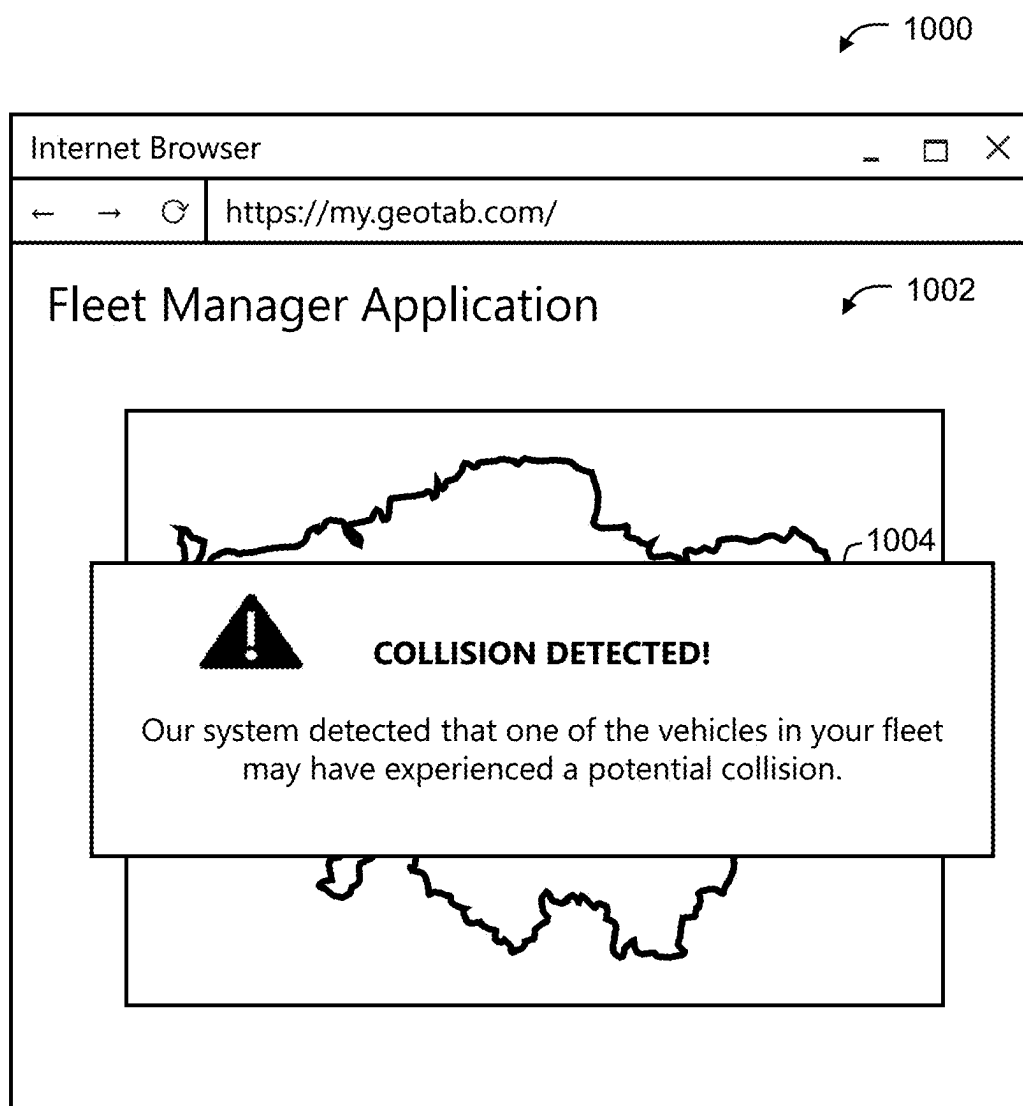 1000
Internet Browser
← → ⟳ https://my.geotab.com/
Fleet Manager Application
1002
1004
COLLISION DETECTED!
Our system detected that one of the vehicles in your fleet
may have experienced a potential collision.